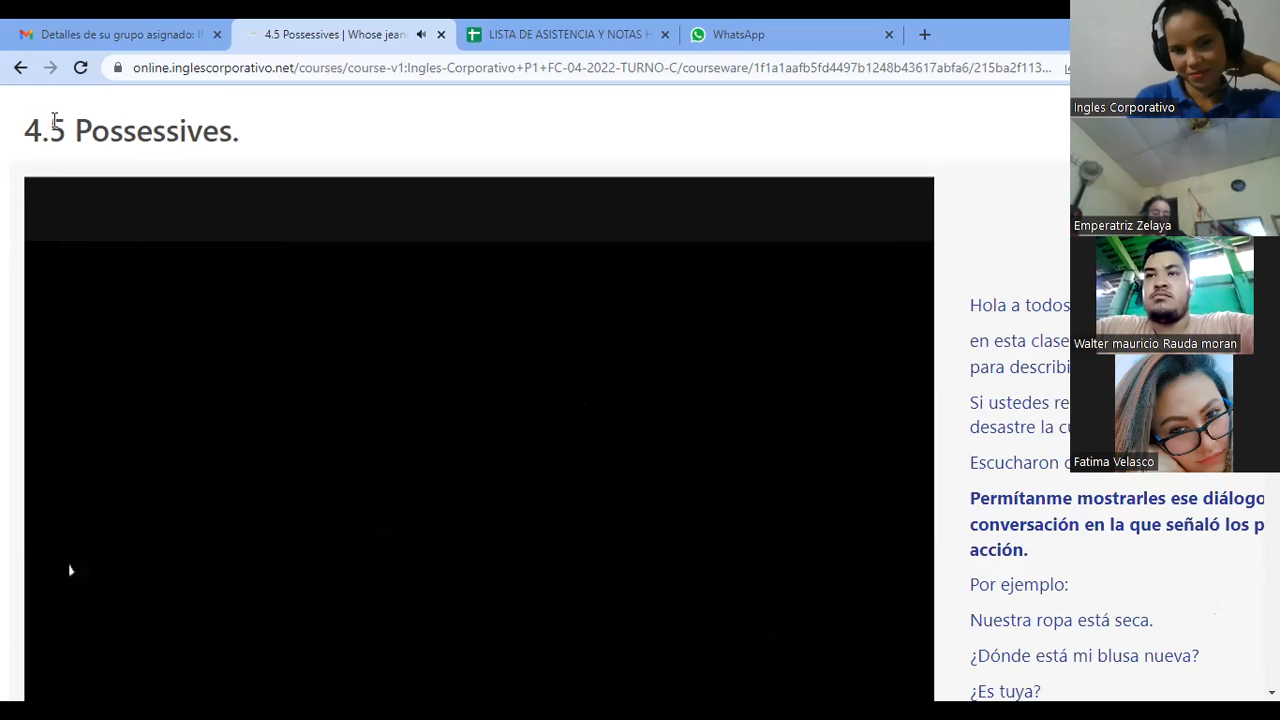 Detalles de su grupo asignado: I
4.5 Possessives | Whose jean
LISTA DE ASISTENCIA Y NOTAS H
WhatsApp
online.inglescorporativo.net/courses/course-v1:Ingles-Corporativo+P1+FC-04-2022-TURNO-C/courseware/1f1a1aafb5fd4497b1248b43617abfa6/215ba2f113...
4.5 Possessives.
Hola a todos
en esta clase
para describi
Si ustedes re
desastre la c
Escucharon
Permítanme mostrarles ese diálogo
conversación en la que señaló los p
acción.
Por ejemplo:
Nuestra ropa está seca.
¿Dónde está mi blusa nueva?
¿Es tuya?
Ingles Corporativo
Emperatriz Zelaya
Walter mauricio Rauda moran
Fatima Velasco